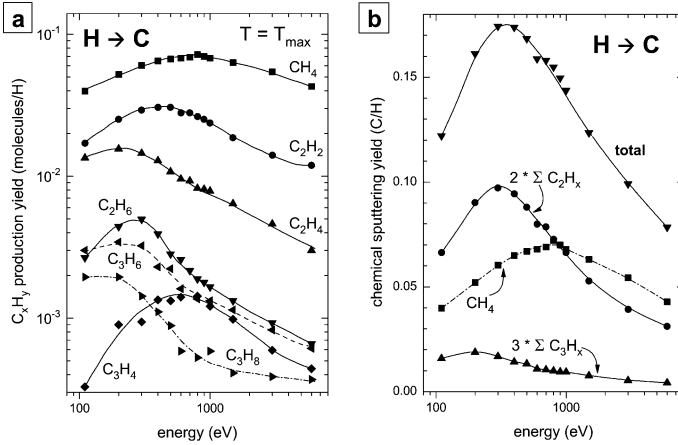 a
H → C
T = Tmax
CH4
C2H2
C2H4
C2H6
C3H6
C3H8
C3H4
10-1
10-2
10-3
100
1000
CxHy production yield (molecules/H)
energy (eV)
b
H → C
total
2 * Σ C2Hx
CH4
3 * Σ C3Hx
0.15
0.10
0.05
0.00
100
1000
chemical sputtering yield (C/H)
energy (eV)